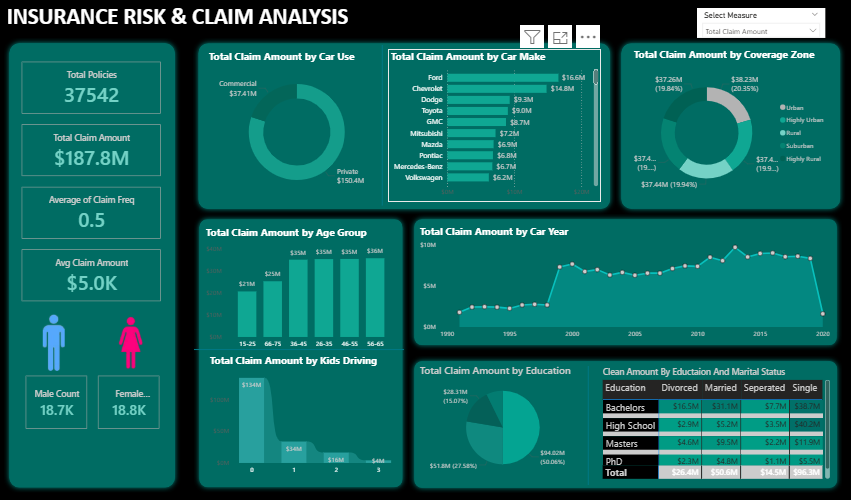 INSURANCE RISK & CLAIM ANALYSIS
Select Measure
Total Claim Amount
Total Policies
37542
Total Claim Amount
$187.8M
Average of Claim Freq
0.5
Avg Claim Amount
$5.0K
Male Count
18.7K
Female...
18.8K
Total Claim Amount by Car Use
Commercial
$37.41M
Private
$150.4M
Total Claim Amount by Car Make
Ford $16.6M
Chevrolet $14.8M
Dodge $9.3M
Toyota $9.0M
GMC $8.7M
Mitsubishi $7.2M
Mazda $6.9M
Pontiac $6.8M
Mercedes-Benz $6.7M
Volkswagen $6.2M
Total Claim Amount by Coverage Zone
$37.26M
(19.84%)
$38.23M
(20.35%)
$37.4...
(19....)
$37.4...
(19.9...)
$37.44M (19.94%)
Urban
Highly Urban
Rural
Suburban
Highly Rural
Total Claim Amount by Age Group
$21M $25M $35M $35M $35M $36M
15-25 66-75 36-45 26-35 46-55 56-65
Total Claim Amount by Car Year
$10M
$5M
$0M
1990 1995 2000 2005 2010 2015 2020
Total Claim Amount by Kids Driving
$134M
$34M
$16M
$4M
0 1 2 3
Total Claim Amount by Education
$28.31M
(15.07%)
$51.8M (27.58%)
$94.02M
(50.06%)
Clean Amount By Eductaion And Marital Status
Education Divorced Married Seperated Single
Bachelors $16.5M $31.1M $7.7M $38.7M
High School $2.9M $5.2M $3.5M $40.2M
Masters $4.6M $9.5M $2.2M $11.9M
PhD $2.3M $4.8M $1.1M $5.5M
Total $26.4M $50.6M $14.5M $96.3M